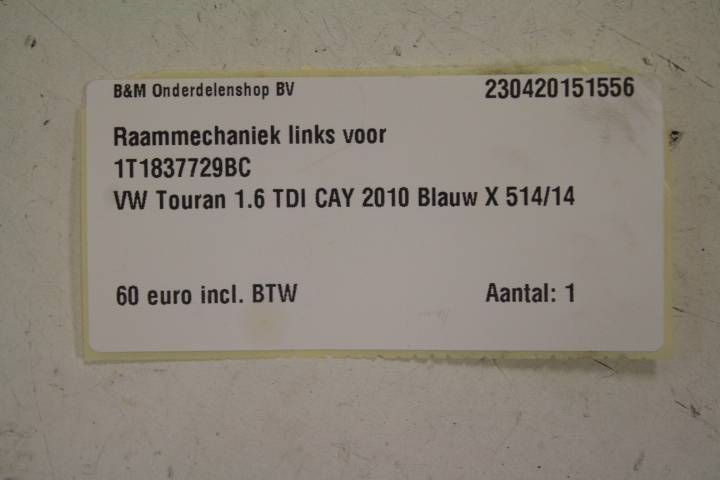 B&M Onderdelenshop BV 230420151556
Raammechaniek links voor
1T1837729BC
VW Touran 1.6 TDI CAY 2010 Blauw X 514/14
60 euro incl. BTW Aantal: 1